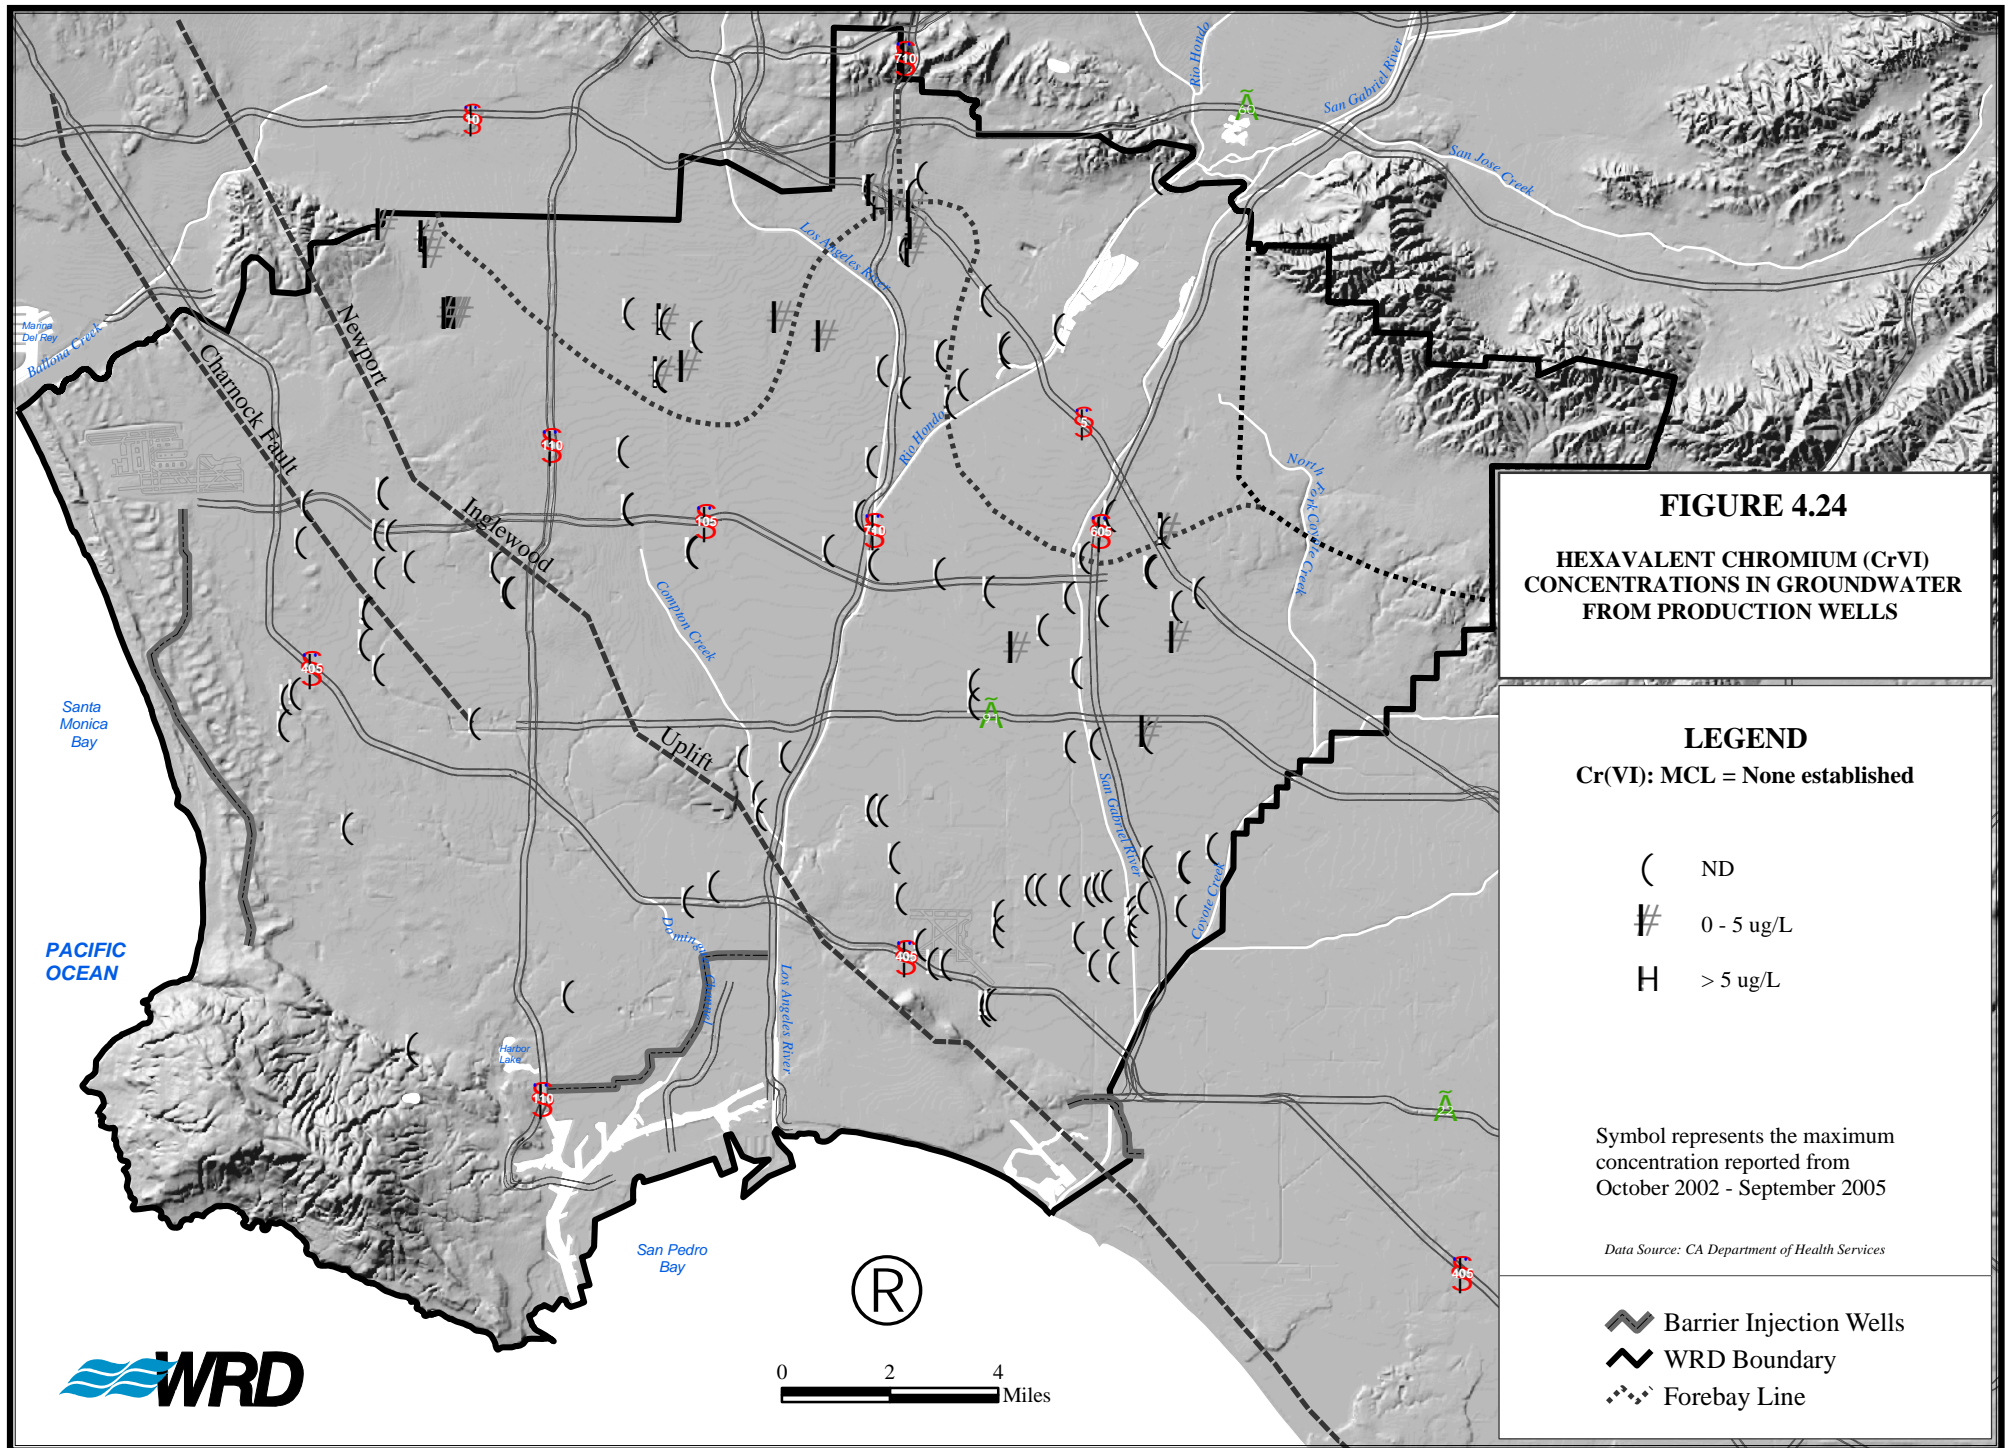 FIGURE 4.24
HEXAVALENT CHROMIUM (CrVI)
CONCENTRATIONS IN GROUNDWATER
FROM PRODUCTION WELLS
LEGEND
Cr(VI): MCL = None established
ND
0 - 5 ug/L
> 5 ug/L
Symbol represents the maximum
concentration reported from
October 2002 - September 2005
Data Source: CA Department of Health Services
Barrier Injection Wells
WRD Boundary
Forebay Line
710
10
60
Rio Hondo
San Gabriel River
San Jose Creek
Los Angeles River
Marina
Del Rey
Ballona Creek
Newport
Charnock Fault
110
5
Rio Hondo
North
Fork Coyote Creek
Inglewood
105
710
605
Compton Creek
405
Santa
Monica
Bay
91
Uplift
San Gabriel River
Coyote Creek
PACIFIC
OCEAN
Dominguez Channel
405
Los Angeles River
Harbor
Lake
110
22
San Pedro
Bay
405
®
WRD
0 2 4
Miles